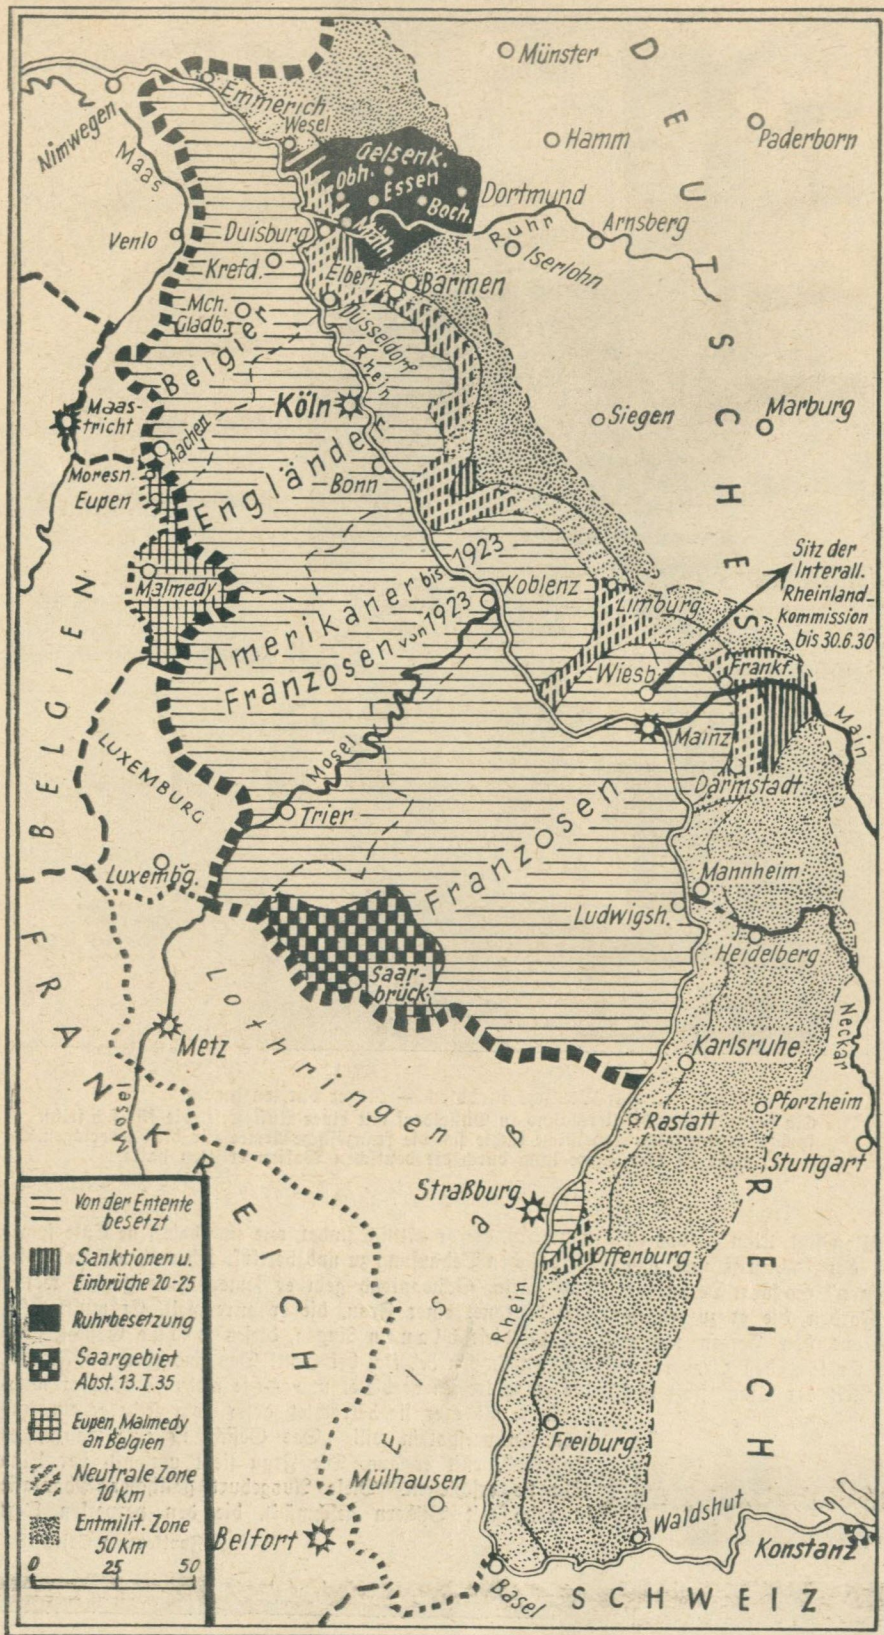 Münster
DEUTSCHES REICH
Emmerich
Wesel
Nimwegen
Maas
Hamm
Paderborn
Gelsenk.
Obh.
Essen
Boch.
Dortmund
Ruhr
Arnsberg
Iserlohn
Venlo
Duisburg
Mülh.
Krefd.
Elberf.
Barmen
Mch.
Gladb.
Düsseldorf
Rhein
Belgier
Köln
Maas-
tricht
Aachen
Siegen
Marburg
Moresn.
Eupen
Engländer
Bonn
Malmedy
BELGIEN
Amerikaner bis 1923
Franzosen von 1923
Koblenz
Limburg
Sitz der
Interall.
Rheinland-
Kommission
bis 30.6.30
Wiesb.
Frankf.
Mainz
Main
Mosel
LUXEMBURG
Trier
Darmstadt
Luxembg.
Franzosen
Mannheim
Ludwigsh.
Heidelberg
Neckar
Saar-
brück.
FRANKREICH
Lothringen
Metz
Mosel
Karlsruhe
Rastatt
Pforzheim
Stuttgart
Elsaß
Straßburg
Offenburg
Rhein
Freiburg
Mülhausen
Belfort
Waldshut
Konstanz
Basel
SCHWEIZ
Von der Entente
besetzt
Sanktionen u.
Einbrüche 20-25
Ruhrbesetzung
Saargebiet
Abst. 13.I.35
Eupen, Malmedy
an Belgien
Neutrale Zone
10 km
Entmilit. Zone
50 km
0 25 50